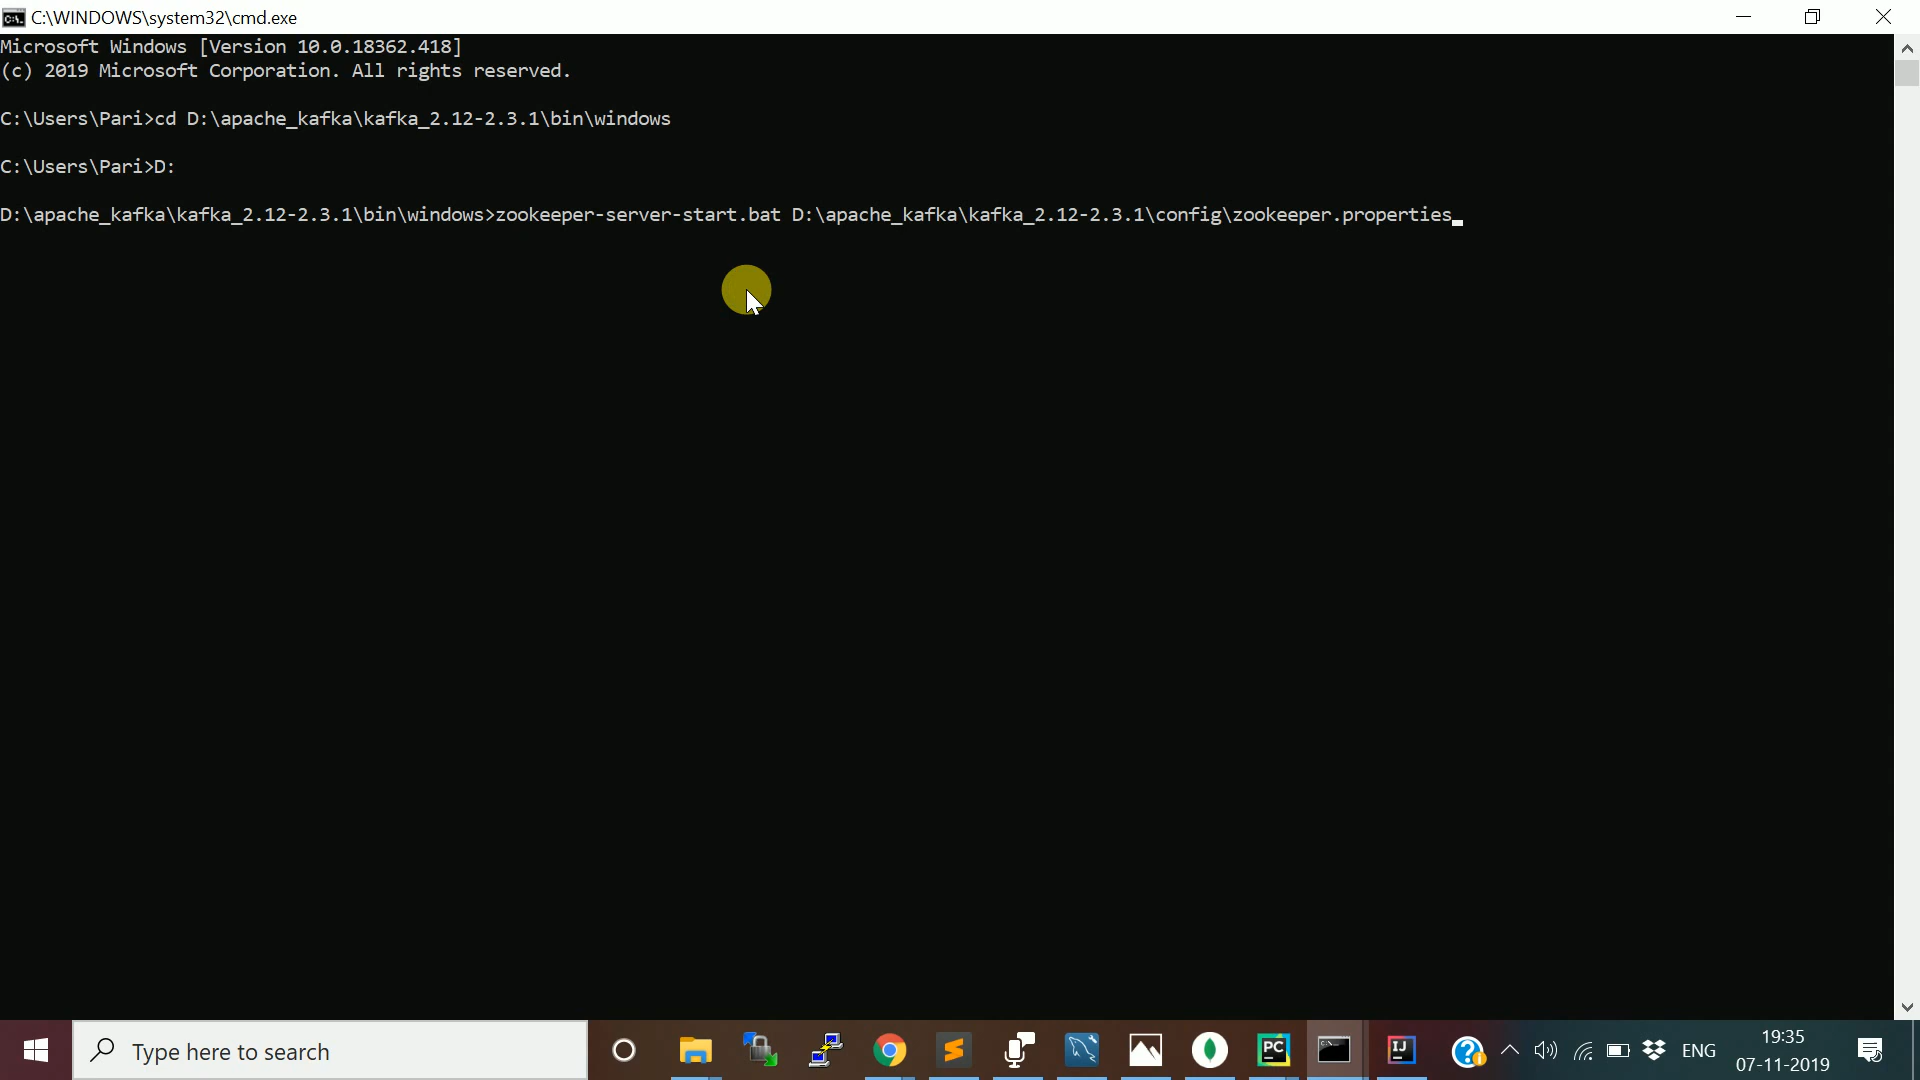 C:\WINDOWS\system32\cmd.exe
Microsoft Windows [Version 10.0.18362.418]
(c) 2019 Microsoft Corporation. All rights reserved.
C:\Users\Pari>cd D:\apache_kafka\kafka_2.12-2.3.1\bin\windows
C:\Users\Pari>D:
D:\apache_kafka\kafka_2.12-2.3.1\bin\windows>zookeeper-server-start.bat D:\apache_kafka\kafka_2.12-2.3.1\config\zookeeper.properties
Type here to search
PC
IJ
ENG
19:35
07-11-2019